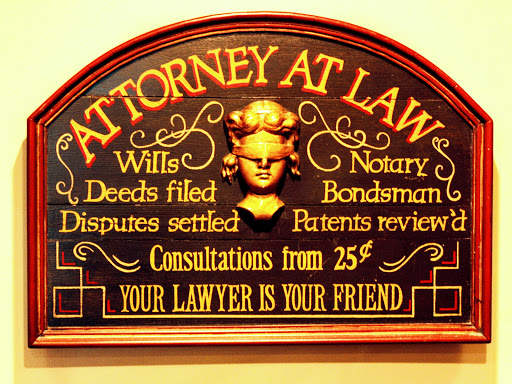 ATTORNEY AT LAW
Wills Notary
Deeds filed Bondsman
Disputes settled Patents review'd
Consultations from 25¢
YOUR LAWYER IS YOUR FRIEND